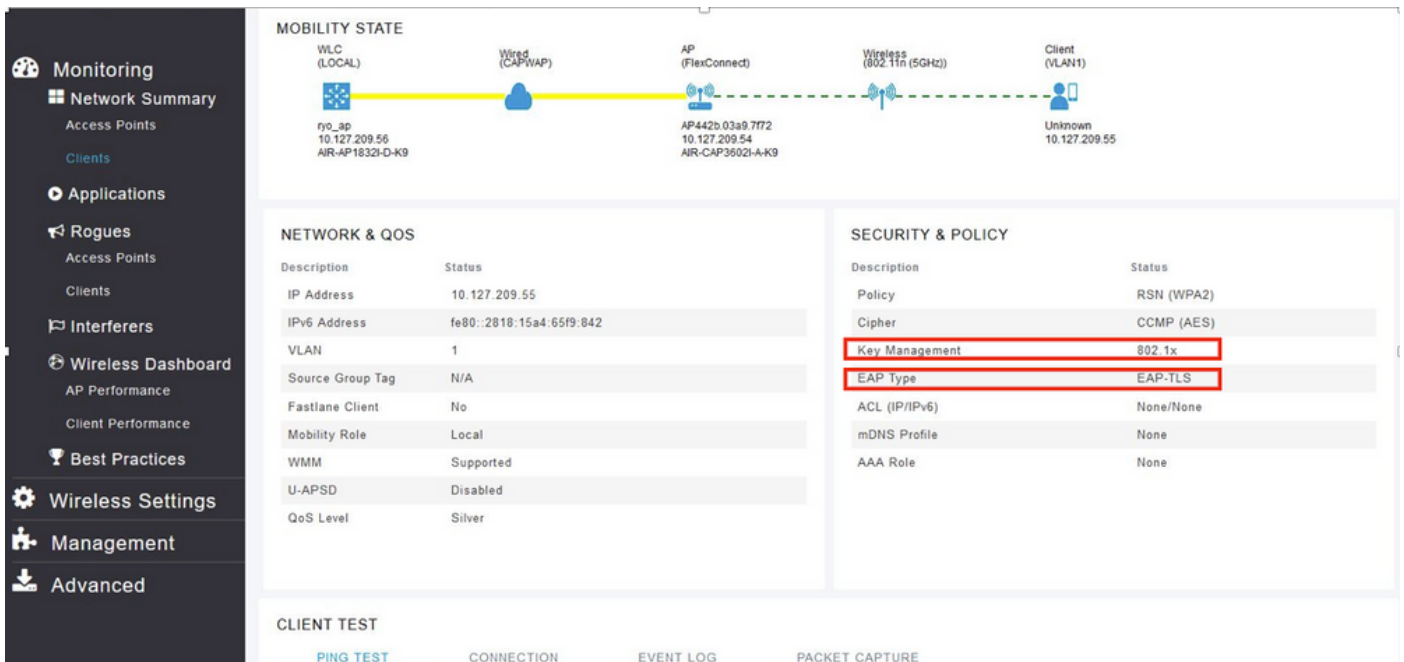 MOBILITY STATE
WLC
(LOCAL)
Wired
(CAPWAP)
AP
(FlexConnect)
Wireless
(802.11n (5GHz))
Client
(VLAN1)
ryo_ap
10.127.209.56
AIR-AP1832I-D-K9
AP442b.03a9.7f72
10.127.209.54
AIR-CAP3602I-A-K9
Unknown
10.127.209.55
Monitoring
Network Summary
Access Points
Clients
Applications
Rogues
Access Points
Clients
Interferers
Wireless Dashboard
AP Performance
Client Performance
Best Practices
Wireless Settings
Management
Advanced
NETWORK & QOS
Description Status
IP Address 10.127.209.55
IPv6 Address fe80::2818:15a4:65f9:842
VLAN 1
Source Group Tag N/A
Fastlane Client No
Mobility Role Local
WMM Supported
U-APSD Disabled
QoS Level Silver
SECURITY & POLICY
Description Status
Policy RSN (WPA2)
Cipher CCMP (AES)
Key Management 802.1x
EAP Type EAP-TLS
ACL (IP/IPv6) None/None
mDNS Profile None
AAA Role None
CLIENT TEST
PING TEST CONNECTION EVENT LOG PACKET CAPTURE